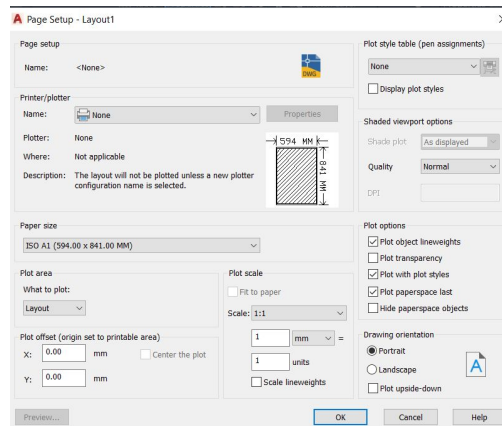 Page Setup - Layout1
Page setup
Name: <None>
DWG
Printer/plotter
Name: None
Properties
Plotter: None
Where: Not applicable
Description: The layout will not be plotted unless a new plotter
configuration name is selected.
594 MM
841 MM
Paper size
ISO A1 (594.00 x 841.00 MM)
Plot area
What to plot:
Layout
Plot offset (origin set to printable area)
X: 0.00 mm
Center the plot
Y: 0.00 mm
Plot scale
Fit to paper
Scale: 1:1
1 mm =
1 units
Scale lineweights
Plot style table (pen assignments)
None
Display plot styles
Shaded viewport options
Shade plot As displayed
Quality Normal
DPI
Plot options
Plot object lineweights
Plot transparency
Plot with plot styles
Plot paperspace last
Hide paperspace objects
Drawing orientation
Portrait
Landscape
Plot upside-down
A
Preview...
OK
Cancel
Help